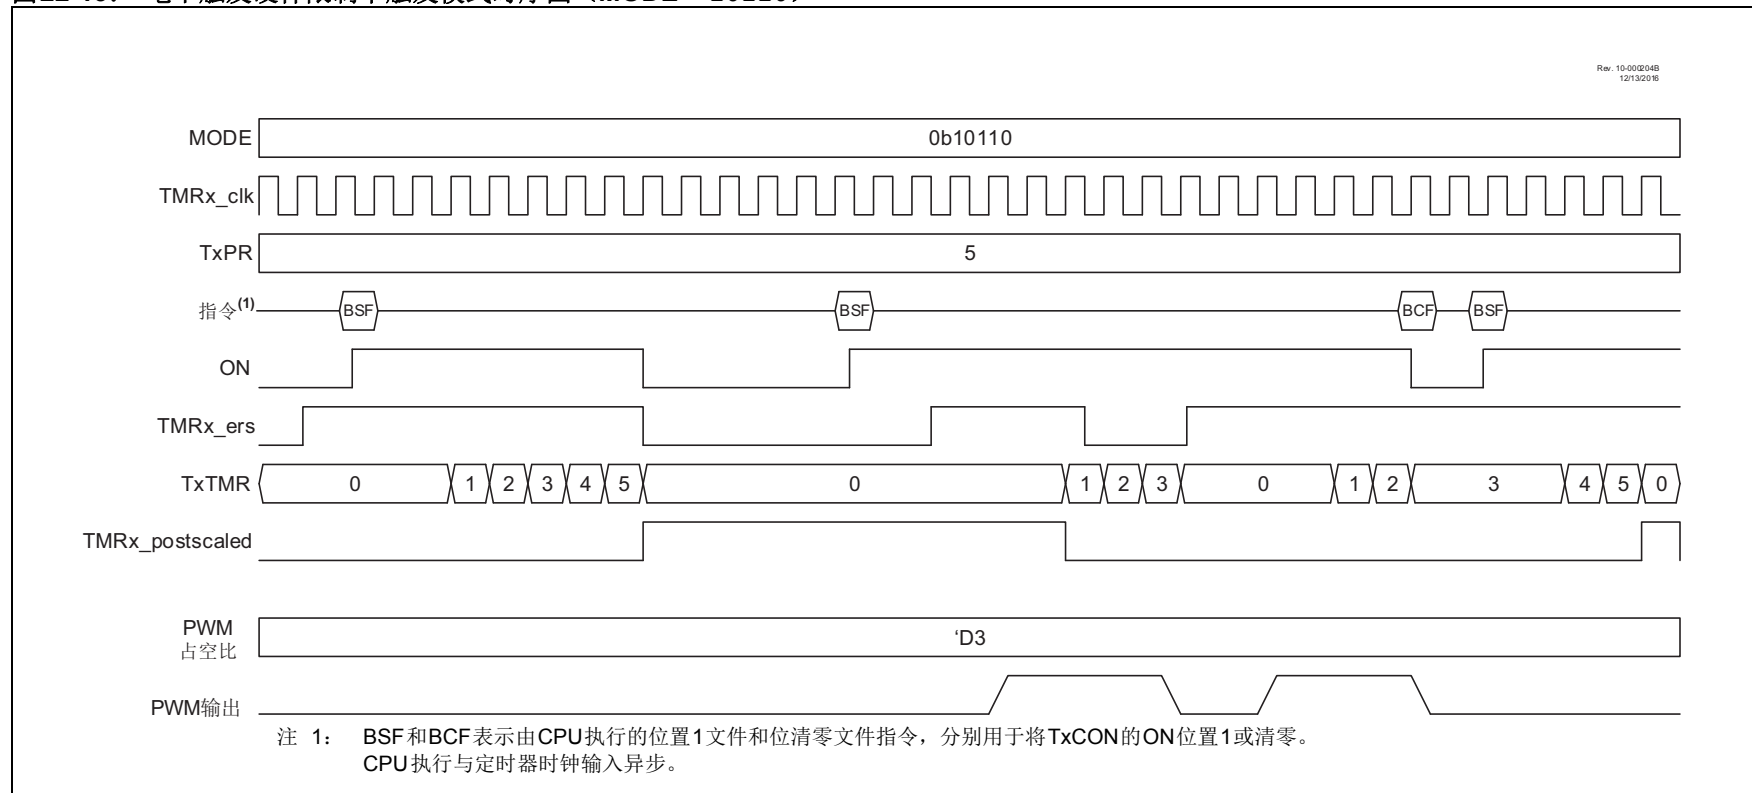 Rev. 10-000204B
12/13/2016
MODE 0b10110
TMRx_clk
TxPR 5
指令(1) BSF BSF BCF BSF
ON
TMRx_ers
TxTMR 0 1 2 3 4 5 0 1 2 3 0 1 2 3 4 5 0
TMRx_postscaled
PWM
占空比
‘D3
PWM输出
注 1： BSF和BCF表示由CPU执行的位置1文件和位清零文件指令，分别用于将TxCON的ON位置1或清零。
CPU执行与定时器时钟输入异步。